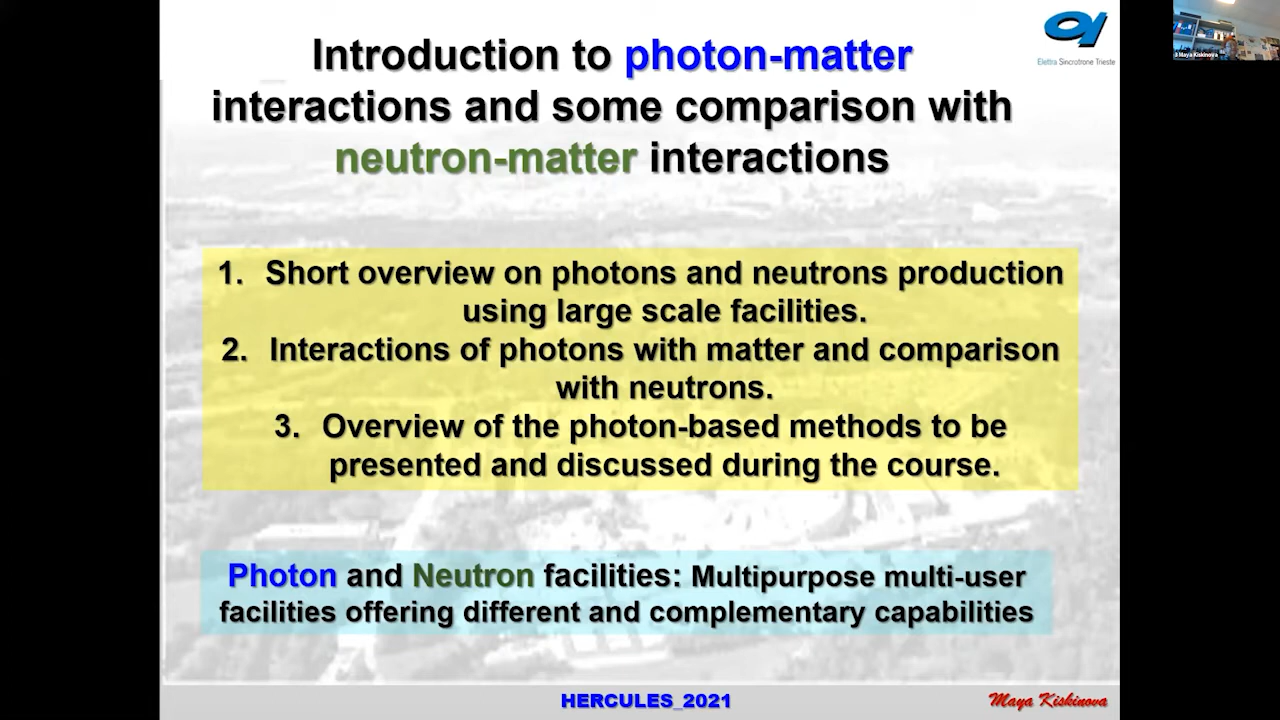 Introduction to photon-matter
interactions and some comparison with
neutron-matter interactions
Elettra Sincrotrone Trieste
Maya Kiskinova
1. Short overview on photons and neutrons production
using large scale facilities.
2. Interactions of photons with matter and comparison
with neutrons.
3. Overview of the photon-based methods to be
presented and discussed during the course.
Photon and Neutron facilities: Multipurpose multi-user
facilities offering different and complementary capabilities
HERCULES_2021
Maya Kiskinova